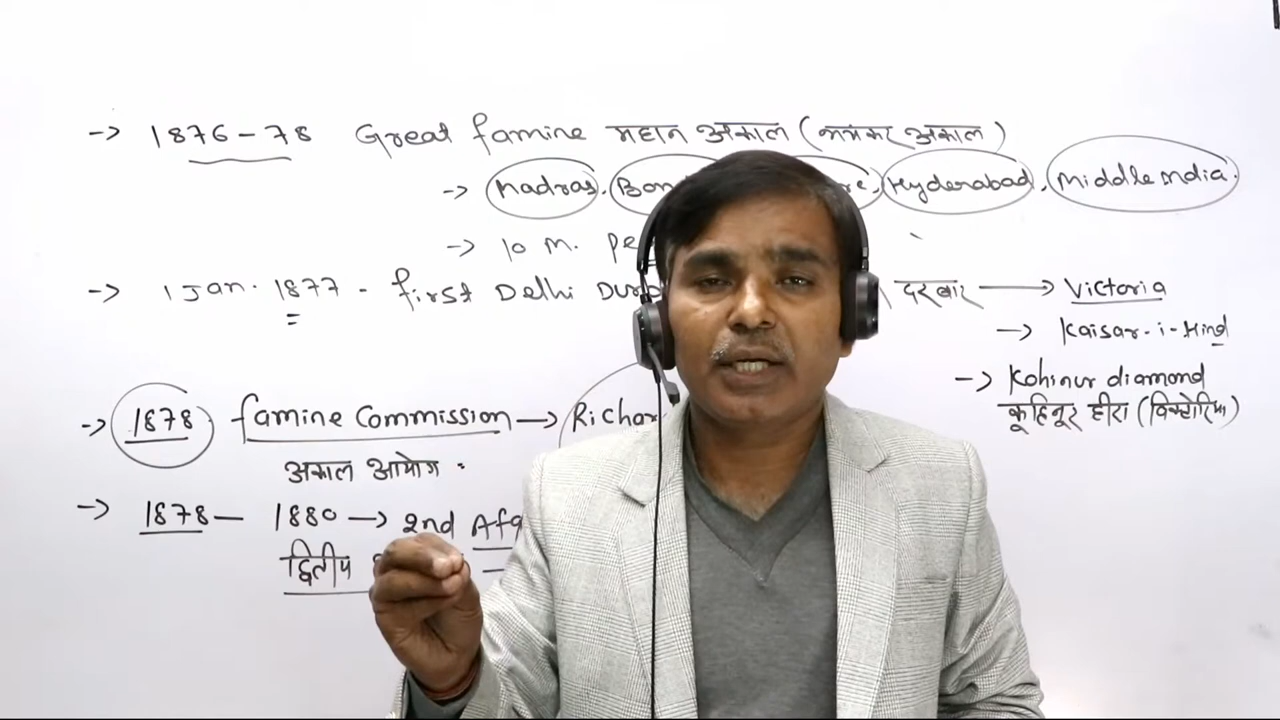 → 1876-78 Great famine महान अकाल (भयंकर अकाल)
→ Madras, Hyderabad, Middle India.
→ 10 m.
→ 1 Jan. 1877 - first Delhi दरबार → Victoria
→ Kaisar-i-Hind
→ Kohinur diamond
कूहिनूर हीरा (विक्टोरिया)
→ 1878 famine Commission →
अकाल आयोग
→ 1878 - 1880 → 2nd
द्वितीय